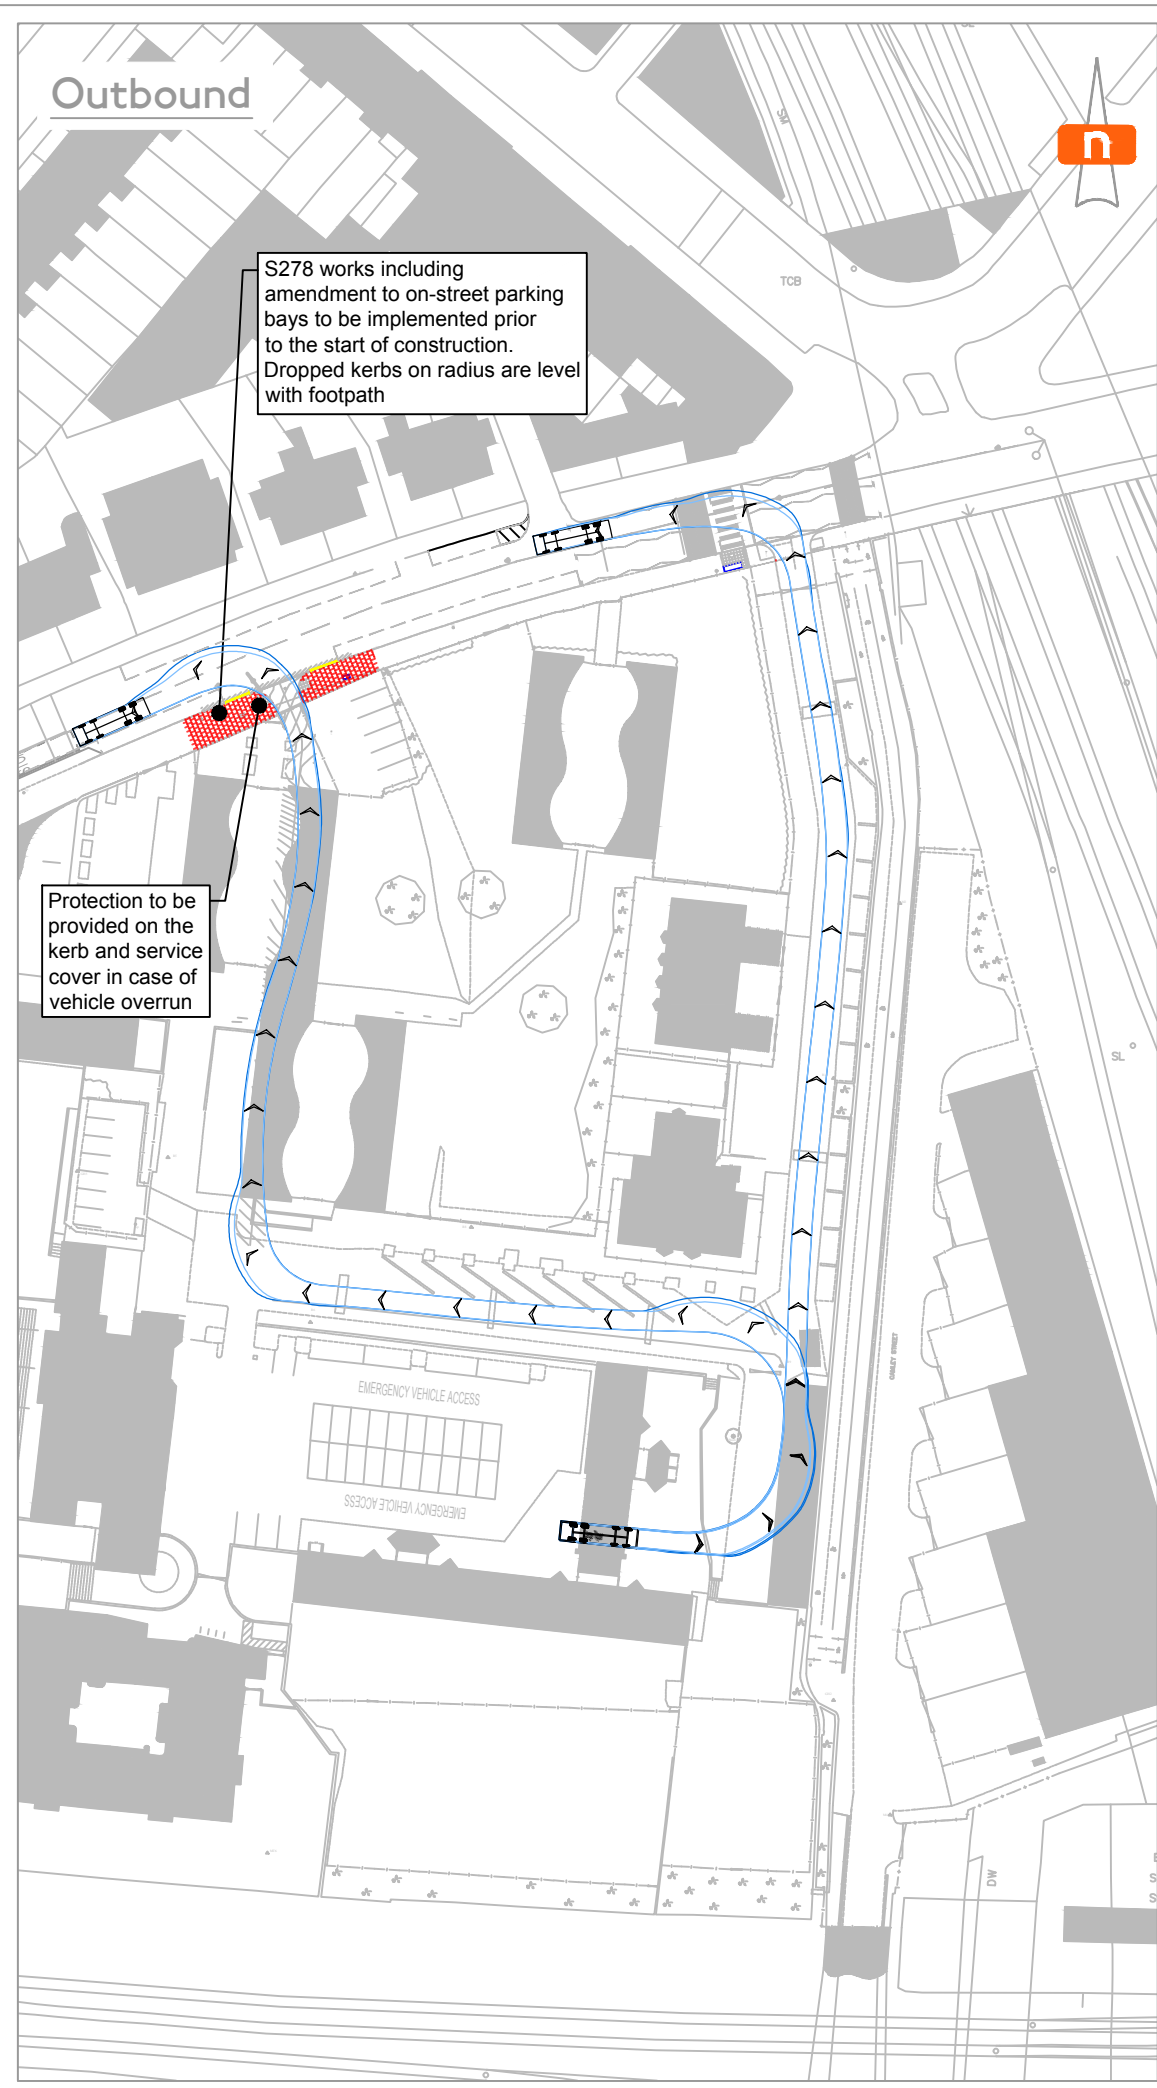 Outbound
n
SM
TCB
S278 works including
amendment to on-street parking
bays to be implemented prior
to the start of construction.
Dropped kerbs on radius are level
with footpath
Protection to be
provided on the
kerb and service
cover in case of
vehicle overrun
SL
EMERGENCY VEHICLE ACCESS
EMERGENCY VEHICLE ACCESS
DW